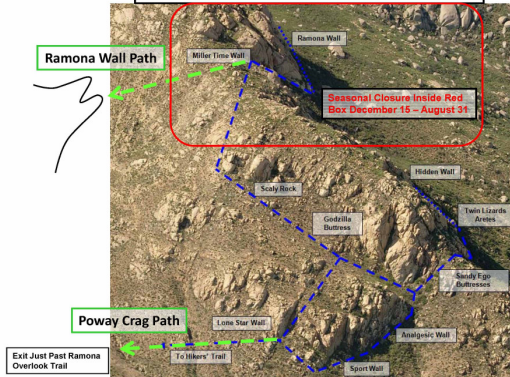 Ramona Wall
Ramona Wall Path
Miller Time Wall
Seasonal Closure Inside Red
Box December 15 – August 31
Hidden Wall
Scaly Rock
Twin Lizards
Aretes
Godzilla
Buttress
Sandy Ego
Buttresses
Poway Crag Path
Lone Star Wall
Analgesic Wall
Exit Just Past Ramona
Overlook Trail
To Hikers' Trail
Sport Wall